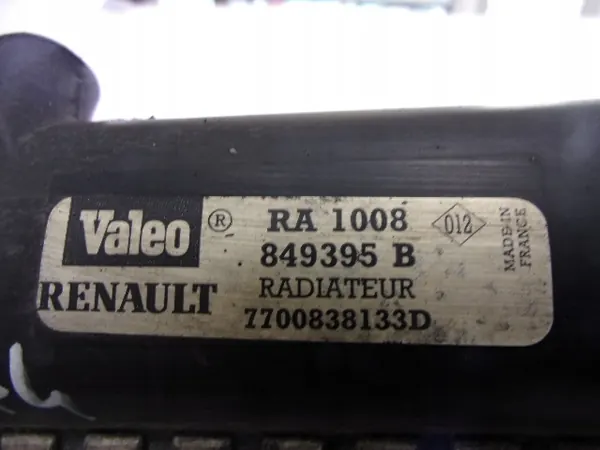 Valeo ® RA 1008 012
849395 B
RENAULT RADIATEUR
7700838133D
MADE IN
FRANCE